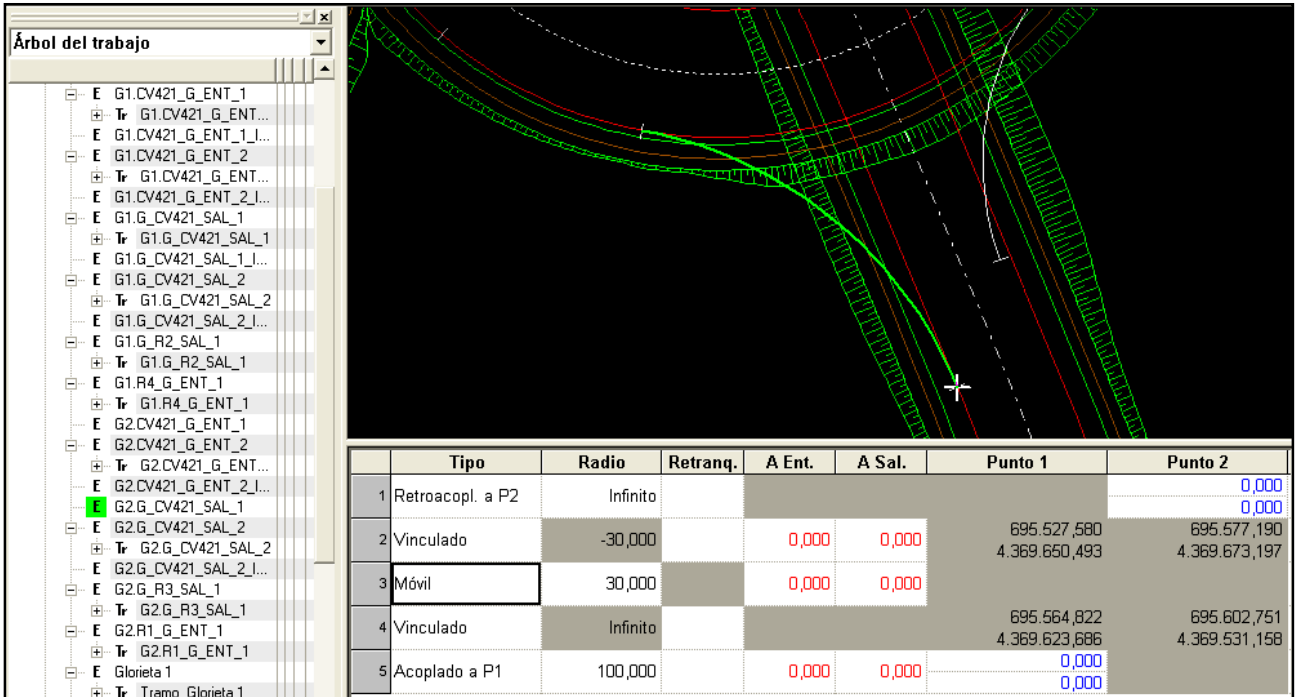 Árbol del trabajo
E G1.CV421_G_ENT_1
Tr G1.CV421_G_ENT...
E G1.CV421_G_ENT_1_I...
E G1.CV421_G_ENT_2
Tr G1.CV421_G_ENT...
E G1.CV421_G_ENT_2_I...
E G1.G_CV421_SAL_1
Tr G1.G_CV421_SAL_1
E G1.G_CV421_SAL_1_I...
E G1.G_CV421_SAL_2
Tr G1.G_CV421_SAL_2
E G1.G_CV421_SAL_2_I...
E G1.G_R2_SAL_1
Tr G1.G_R2_SAL_1
E G1.R4_G_ENT_1
Tr G1.R4_G_ENT_1
E G2.CV421_G_ENT_1
E G2.CV421_G_ENT_2
Tr G2.CV421_G_ENT...
E G2.CV421_G_ENT_2_I...
E G2.G_CV421_SAL_1
E G2.G_CV421_SAL_2
Tr G2.G_CV421_SAL_2
E G2.G_CV421_SAL_2_I...
E G2.G_R3_SAL_1
Tr G2.G_R3_SAL_1
E G2.R1_G_ENT_1
Tr G2.R1_G_ENT_1
E Glorieta 1
Tr Tramo Glorieta 1
Tipo Radio Retranq. A Ent. A Sal. Punto 1 Punto 2
1 Retroacopl. a P2 Infinito 0,000
0,000
2 Vinculado -30,000 0,000 0,000 695.527,580 695.577,190
4.369.650,493 4.369.673,197
3 Móvil 30,000 0,000 0,000
4 Vinculado Infinito 695.564,822 695.602,751
4.369.623,686 4.369.531,158
5 Acoplado a P1 100,000 0,000 0,000 0,000
0,000